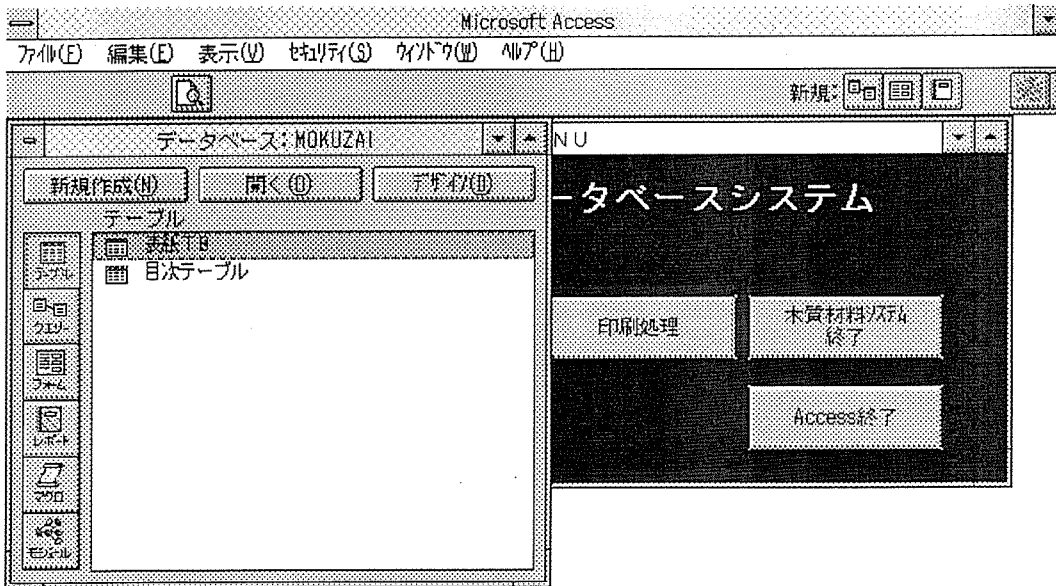 Microsoft Access
ﾌｧｲﾙ(F) 編集(E) 表示(V) ｾｷｭﾘﾃｨ(S) ｳｨﾝﾄﾞｳ(W) ﾍﾙﾌﾟ(H)
新規:
データベース: MOKUZAI
新規作成(N) 開く(O) ﾃﾞｻﾞｲﾝ(D)
テーブル
表紙TB
目次テーブル
テーブル
クエリー
フォーム
レポート
マクロ
モジュール
NU
ータベースシステム
印刷処理
木質材料ｼｽﾃﾑ
終了
Access終了